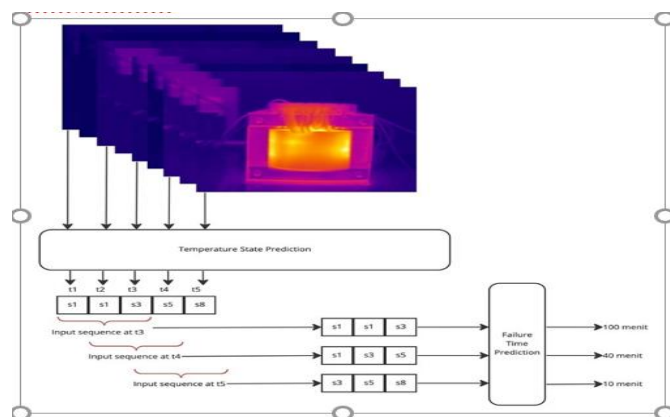 Temperature State Prediction
t1 t2 t3 t4 t5
s1 s1 s3 s5 s8
Input sequence at t3
s1 s1 s3
100 menit
Input sequence at t4
s1 s3 s5
40 menit
Input sequence at t5
s3 s5 s8
10 menit
Failure
Time
Prediction